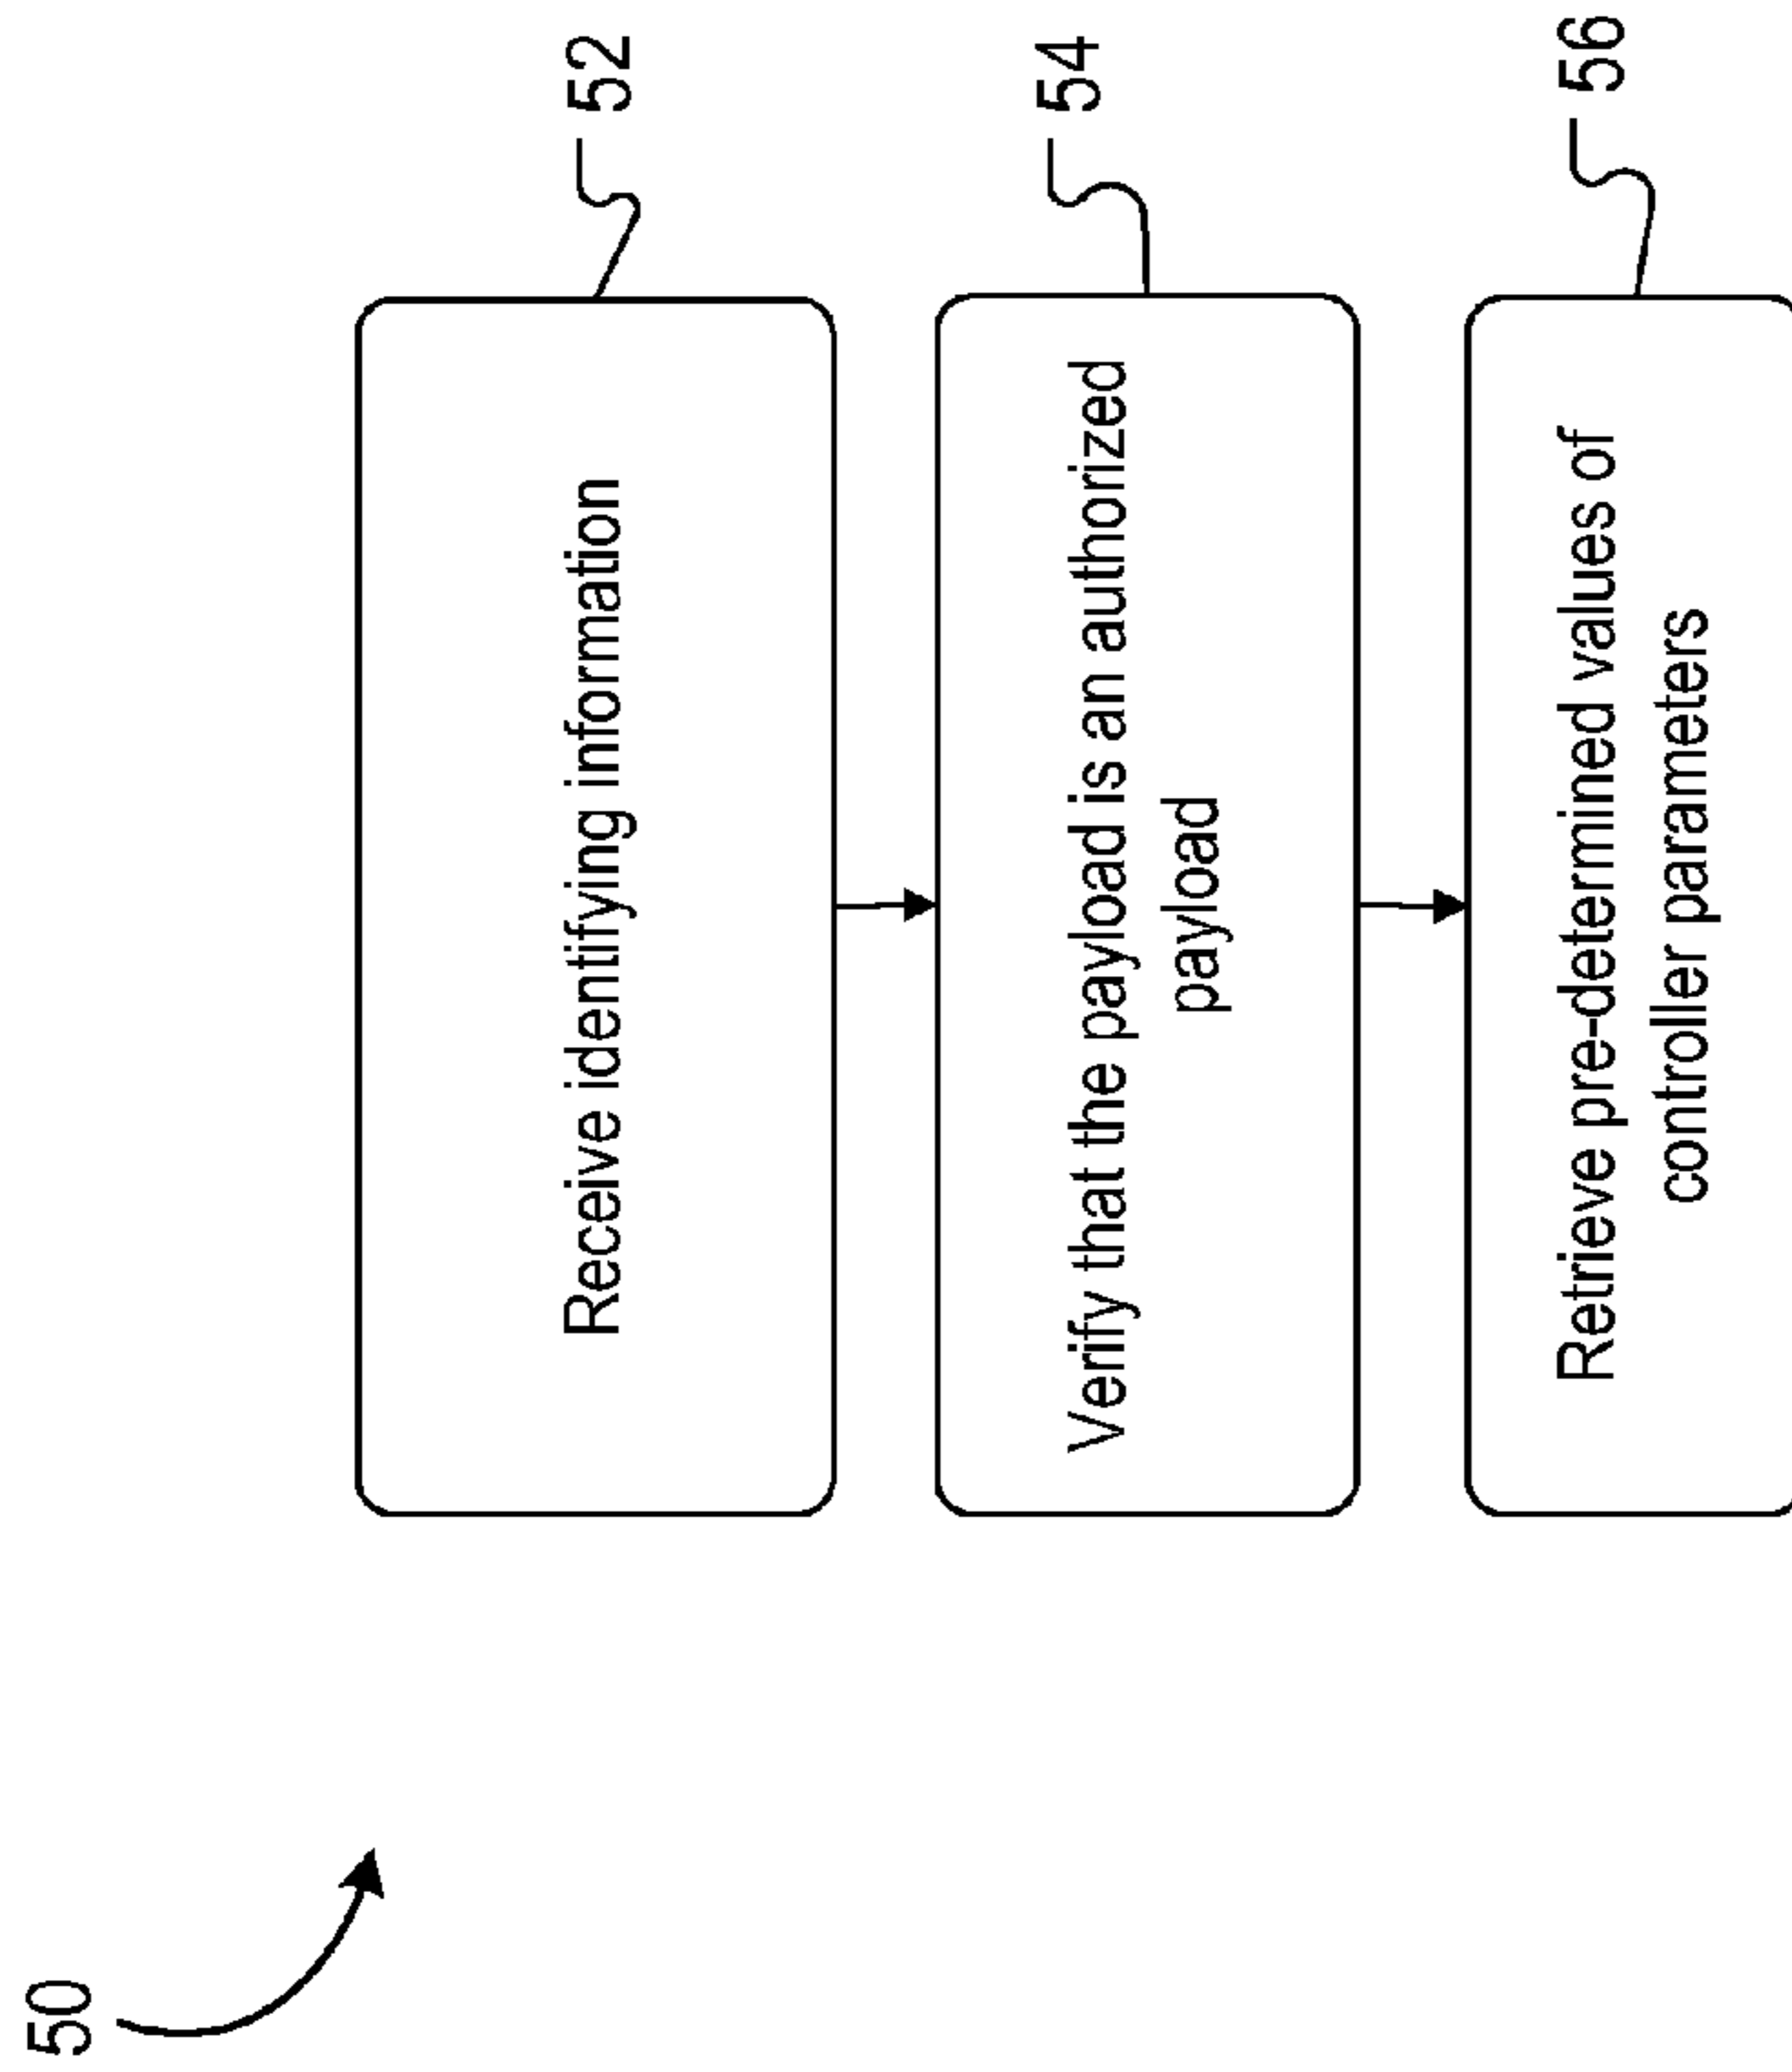 50
Receive identifying information
52
Verify that the payload is an authorized
payload
54
Retrieve pre-determined values of
controller parameters
56